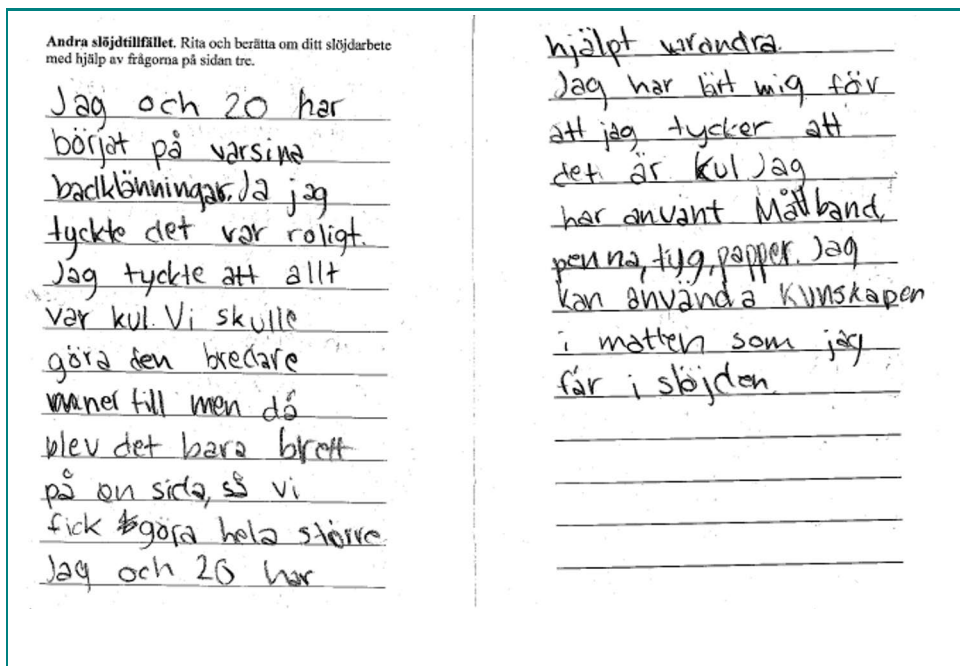 Andra slöjdtillfället. Rita och berätta om ditt slöjdarbete
med hjälp av frågorna på sidan tre.
Jag och 20 har
börjat på varsina
badklänningar. Ja jag
tyckte det var roligt.
Jag tyckte att allt
var kul. Vi skulle
göra den bredare
till men då
blev det bara brett
på en sida, så vi
fick göra hela större
Jag och 20 har
hjälpt varandra.
Jag har lärt mig för
att jag tycker att
det är kul Jag
har använt Måttband,
penna, tyg, papper. Jag
kan använda kunskapen
i matten som jag
får i slöjden.